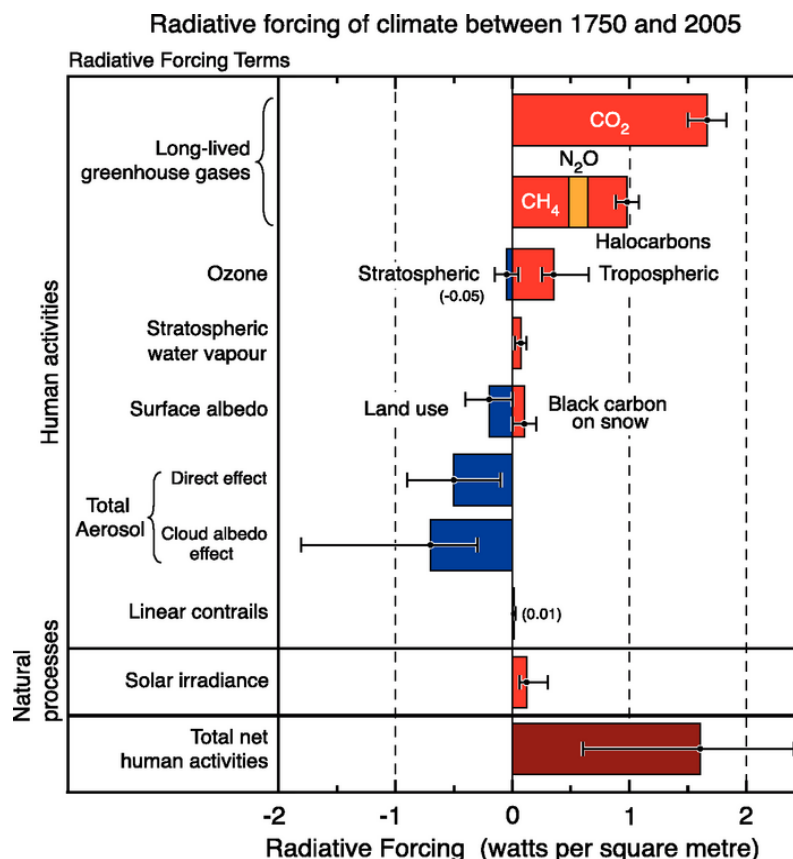 Radiative forcing of climate between 1750 and 2005
Radiative Forcing Terms
Long-lived
greenhouse gases
CO₂
N₂O
CH₄
Halocarbons
Ozone
Stratospheric
(-0.05)
Tropospheric
Stratospheric
water vapour
Surface albedo
Land use
Black carbon
on snow
Human activities
Total
Aerosol
Direct effect
Cloud albedo
effect
Linear contrails
(0.01)
Natural
processes
Solar irradiance
Total net
human activities
-2 -1 0 1 2
Radiative Forcing (watts per square metre)